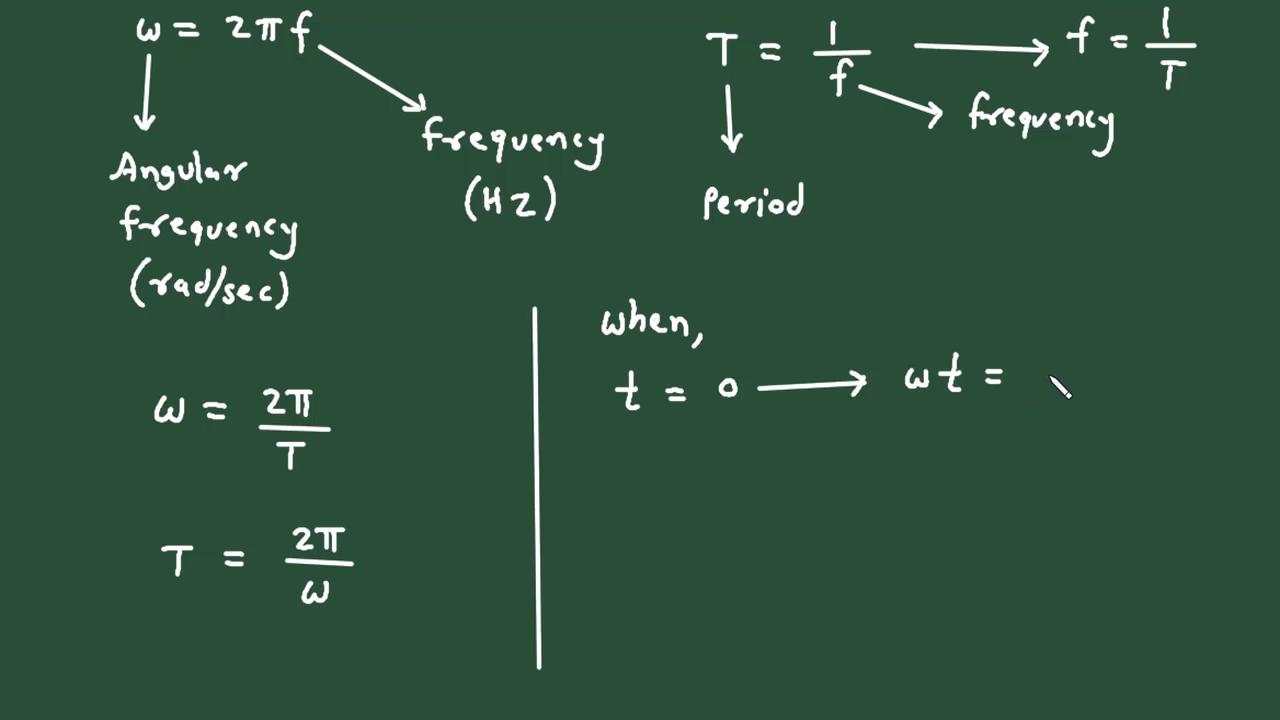 ω = 2πf
Angular
frequency
(rad/sec)
frequency
(Hz)
T = 1/f → f = 1/T
frequency
Period
ω = 2π/T
T = 2π/ω
when,
t = 0 → ωt =